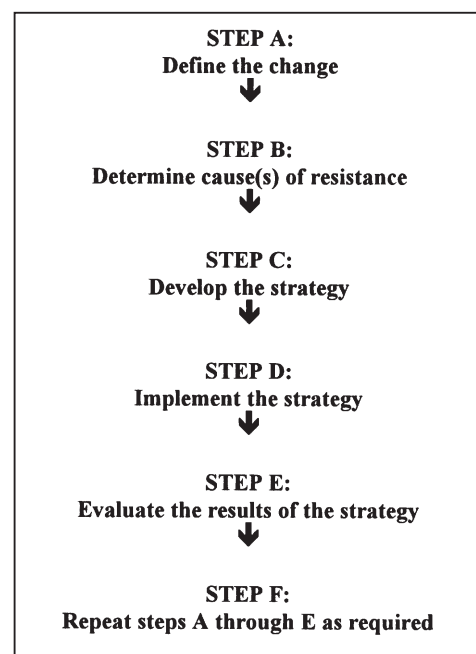 STEP A:
Define the change
STEP B:
Determine cause(s) of resistance
STEP C:
Develop the strategy
STEP D:
Implement the strategy
STEP E:
Evaluate the results of the strategy
STEP F:
Repeat steps A through E as required